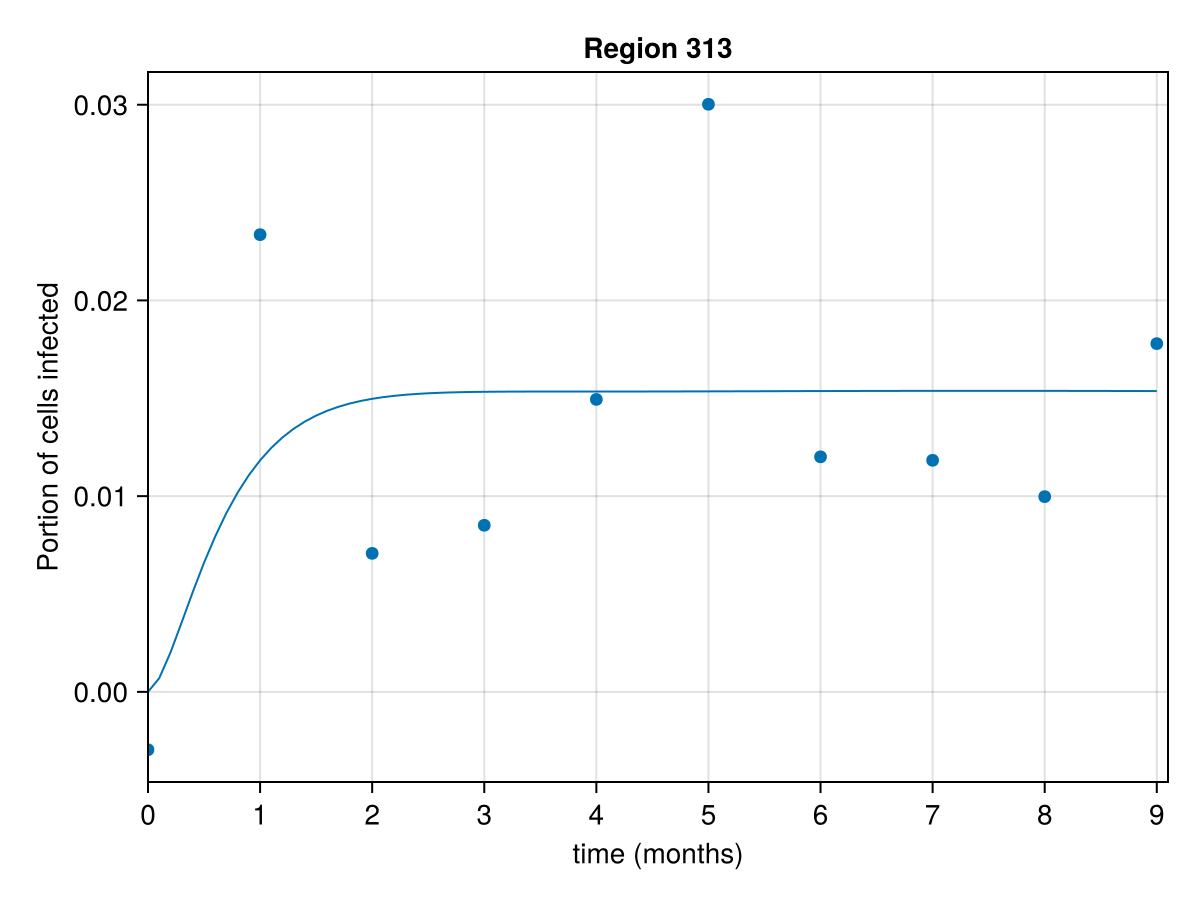 Region 313
0.03
0.02
0.01
0.00
Portion of cells infected
0 1 2 3 4 5 6 7 8 9
time (months)